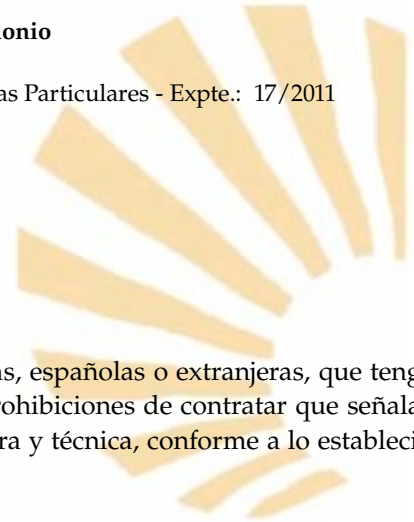 onio
as Particulares - Expte.: 17/2011
as, españolas o extranjeras, que teng
rohibiciones de contratar que señala
ra y técnica, conforme a lo estableci